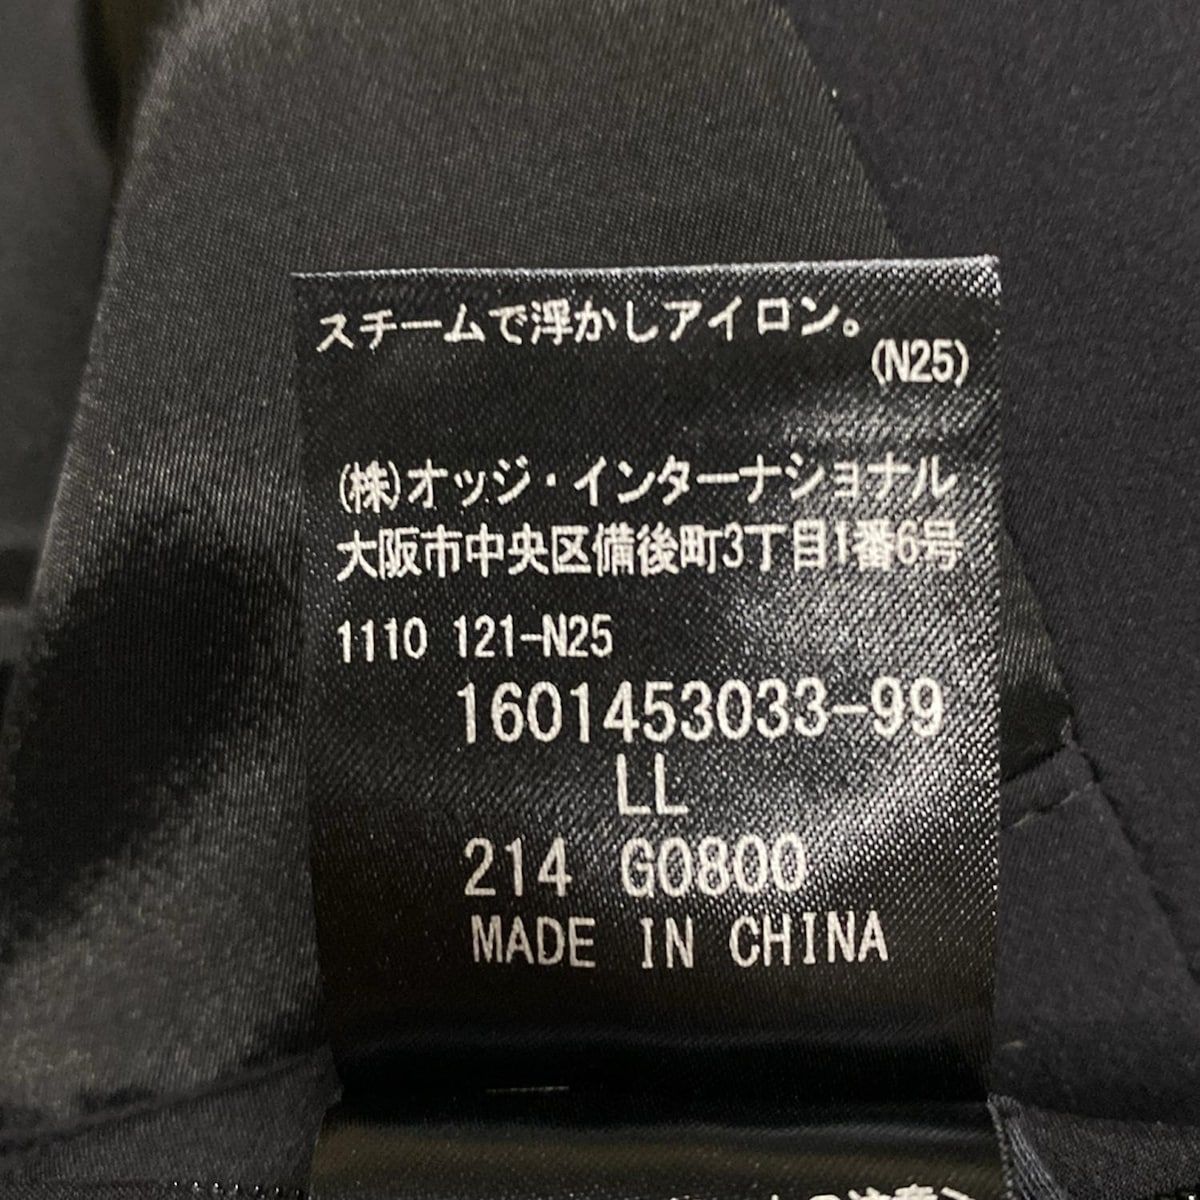 スチームで浮かしアイロン。
(N25)
(株)オッジ・インターナショナル
大阪市中央区備後町3丁目1番6号
1110 121-N25
1601453033-99
LL
214 G0800
MADE IN CHINA